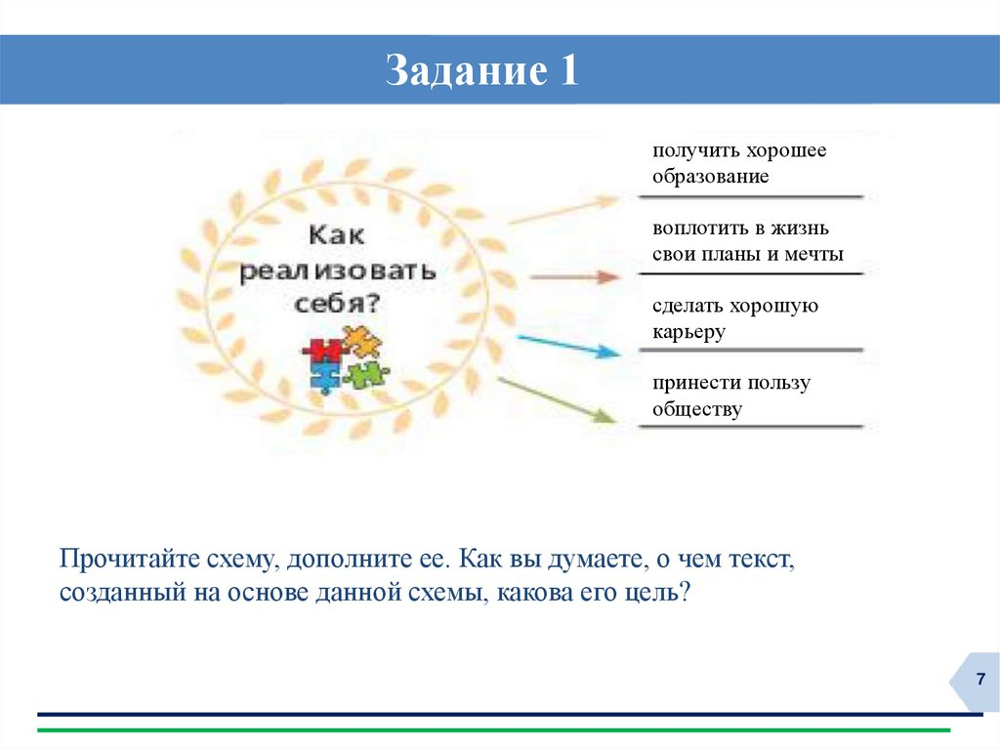 Задание 1
Как
реализовать
себя?
получить хорошее
образование
воплотить в жизнь
свои планы и мечты
сделать хорошую
карьеру
принести пользу
обществу
Прочитайте схему, дополните ее. Как вы думаете, о чем текст,
созданный на основе данной схемы, какова его цель?
7